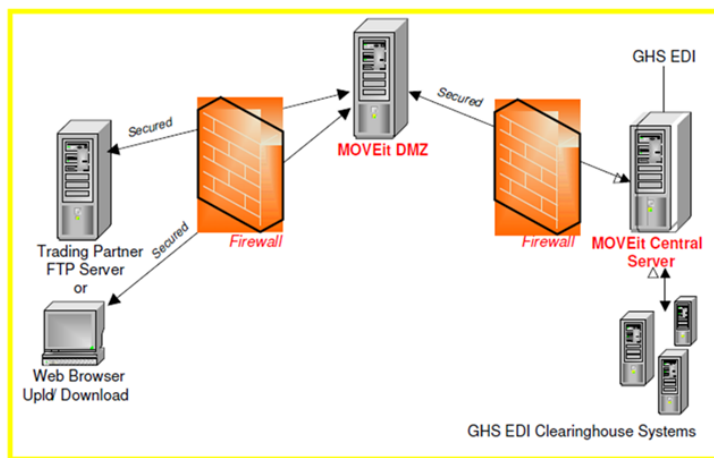 GHS EDI
Secured
Secured
MOVEit DMZ
Firewall
Firewall
MOVEit Central
Server
Trading Partner
FTP Server
or
Secured
Web Browser
Upld/ Download
GHS EDI Clearinghouse Systems